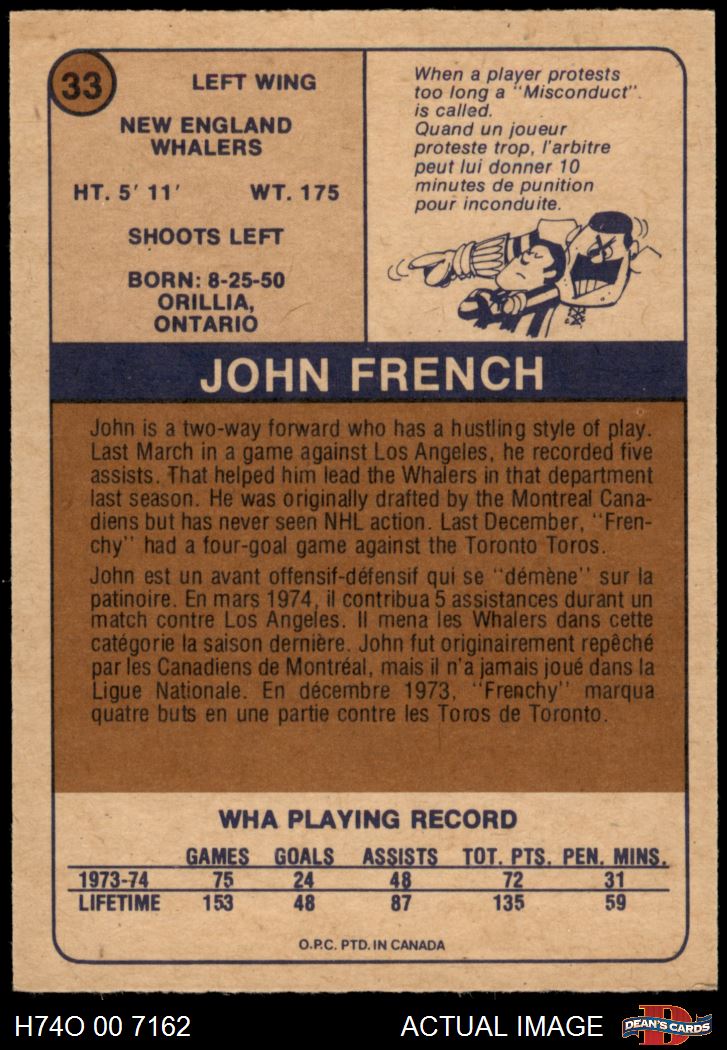 33
LEFT WING
NEW ENGLAND
WHALERS
HT. 5' 11' WT. 175
SHOOTS LEFT
BORN: 8-25-50
ORILLIA,
ONTARIO
When a player protests
too long a "Misconduct".
is called.
Quand un joueur
proteste trop, l'arbitre
peut lui donner 10
minutes de punition
pour inconduite.
JOHN FRENCH
John is a two-way forward who has a hustling style of play.
Last March in a game against Los Angeles, he recorded five
assists. That helped him lead the Whalers in that department
last season. He was originally drafted by the Montreal Cana-
diens but has never seen NHL action. Last December, "Fren-
chy" had a four-goal game against the Toronto Toros.
John est un avant offensif-défensif qui se "démène" sur la
patinoire. En mars 1974, il contribua 5 assistances durant un
match contre Los Angeles. Il mena les Whalers dans cette
catégorie la saison dernière. John fut originairement repêché
par les Canadiens de Montréal, mais il n'a jamais joué dans la
Ligue Nationale. En décembre 1973, "Frenchy" marqua
quatre buts en une partie contre les Toros de Toronto.
WHA PLAYING RECORD
GAMES GOALS ASSISTS TOT. PTS. PEN. MINS.
1973-74 75 24 48 72 31
LIFETIME 153 48 87 135 59
O.P.C. PTD. IN CANADA
H74O 00 7162 ACTUAL IMAGE
D
DEAN'S CARDS